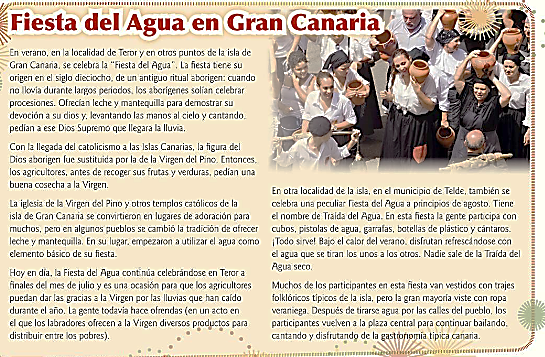 Fiesta del Agua en Gran Canaria
En verano, en la localidad de Teror y en otros puntos de la isla de
Gran Canaria, se celebra la "Fiesta del Agua". La fiesta tiene su
origen en el siglo dieciocho, de un antiguo ritual aborigen: cuando
no llovía durante largos periodos, los aborígenes solían celebrar
procesiones. Ofrecían leche y mantequilla para demostrar su
devoción a su dios y, levantando las manos al cielo y cantando,
pedían a ese Dios Supremo que llegara la lluvia.
Con la llegada del catolicismo a las Islas Canarias, la figura del
Dios aborigen fue sustituida por la de la Virgen del Pino. Entonces,
los agricultores, antes de recoger sus frutas y verduras, pedían una
buena cosecha a la Virgen.
La iglesia de la Virgen del Pino y otros templos católicos de la
isla de Gran Canaria se convirtieron en lugares de adoración para
muchos, pero en algunos pueblos se cambió la tradición de ofrecer
leche y mantequilla. En su lugar, empezaron a utilizar el agua como
elemento básico de su fiesta.
Hoy en día, la Fiesta del Agua continúa celebrándose en Teror a
finales del mes de julio y es una ocasión para que los agricultores
puedan dar las gracias a la Virgen por las lluvias que han caído
durante el año. La gente todavía hace ofrendas (en un acto en
el que los labradores ofrecen a la Virgen diversos productos para
distribuir entre los pobres).
En otra localidad de la isla, en el municipio de Telde, también se
celebra una peculiar Fiesta del Agua a principios de agosto. Tiene
el nombre de Traída del Agua. En esta fiesta la gente participa con
cubos, pistolas de agua, garrafas, botellas de plástico y cántaros.
¡Todo sirve! Bajo el calor del verano, disfrutan refrescándose con
el agua que se tiran los unos a los otros. Nadie sale de la Traída del
Agua seco.
Muchos de los participantes en esta fiesta van vestidos con trajes
folklóricos típicos de la isla, pero la gran mayoría viste con ropa
veraniega. Después de tirarse agua por las calles del pueblo, los
participantes vuelven a la plaza central para continuar bailando,
cantando y disfrutando de la gastronomía típica canaria.